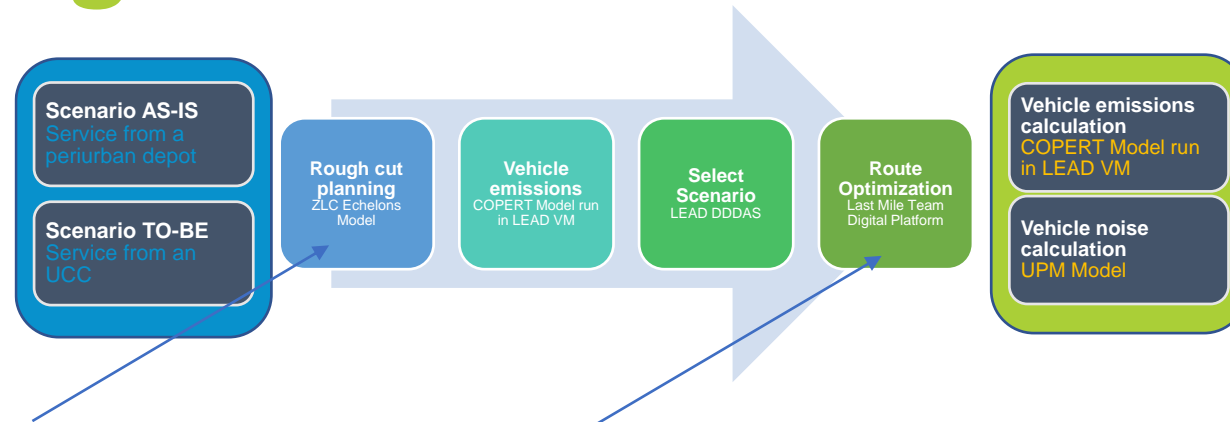 Scenario AS-IS
Service from a
periurban depot
Scenario TO-BE
Service from an
UCC
Rough cut
planning
ZLC Echelons
Model
Vehicle
emissions
COPERT Model run
in LEAD VM
Select
Scenario
LEAD DDDAS
Route
Optimization
Last Mile Team
Digital Platform
Vehicle emissions
calculation
COPERT Model run
in LEAD VM
Vehicle noise
calculation
UPM Model